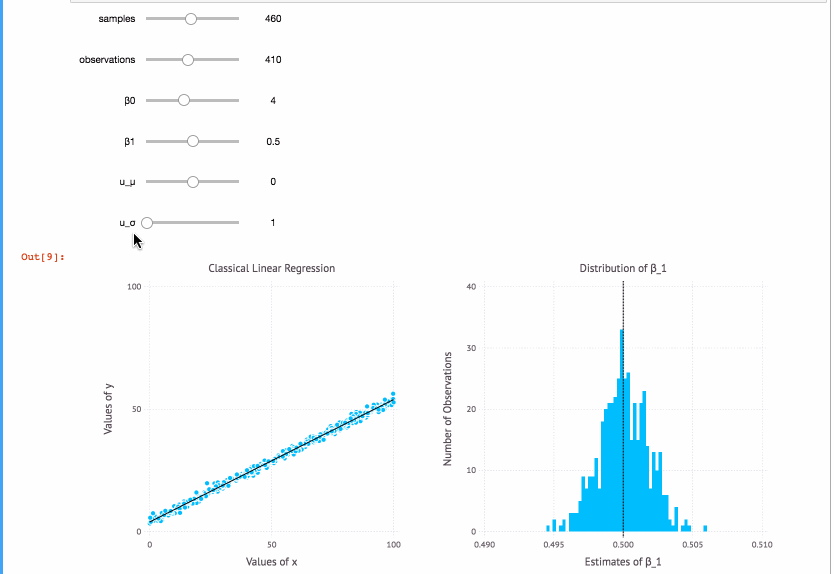 samples 460
observations 410
β0 4
β1 0.5
u_μ 0
u_σ 1
Out[9]:
Classical Linear Regression
100
50
0
Values of y
0 50 100
Values of x
Distribution of β_1
40
30
20
10
0
Number of Observations
0.490 0.495 0.500 0.505 0.510
Estimates of β_1